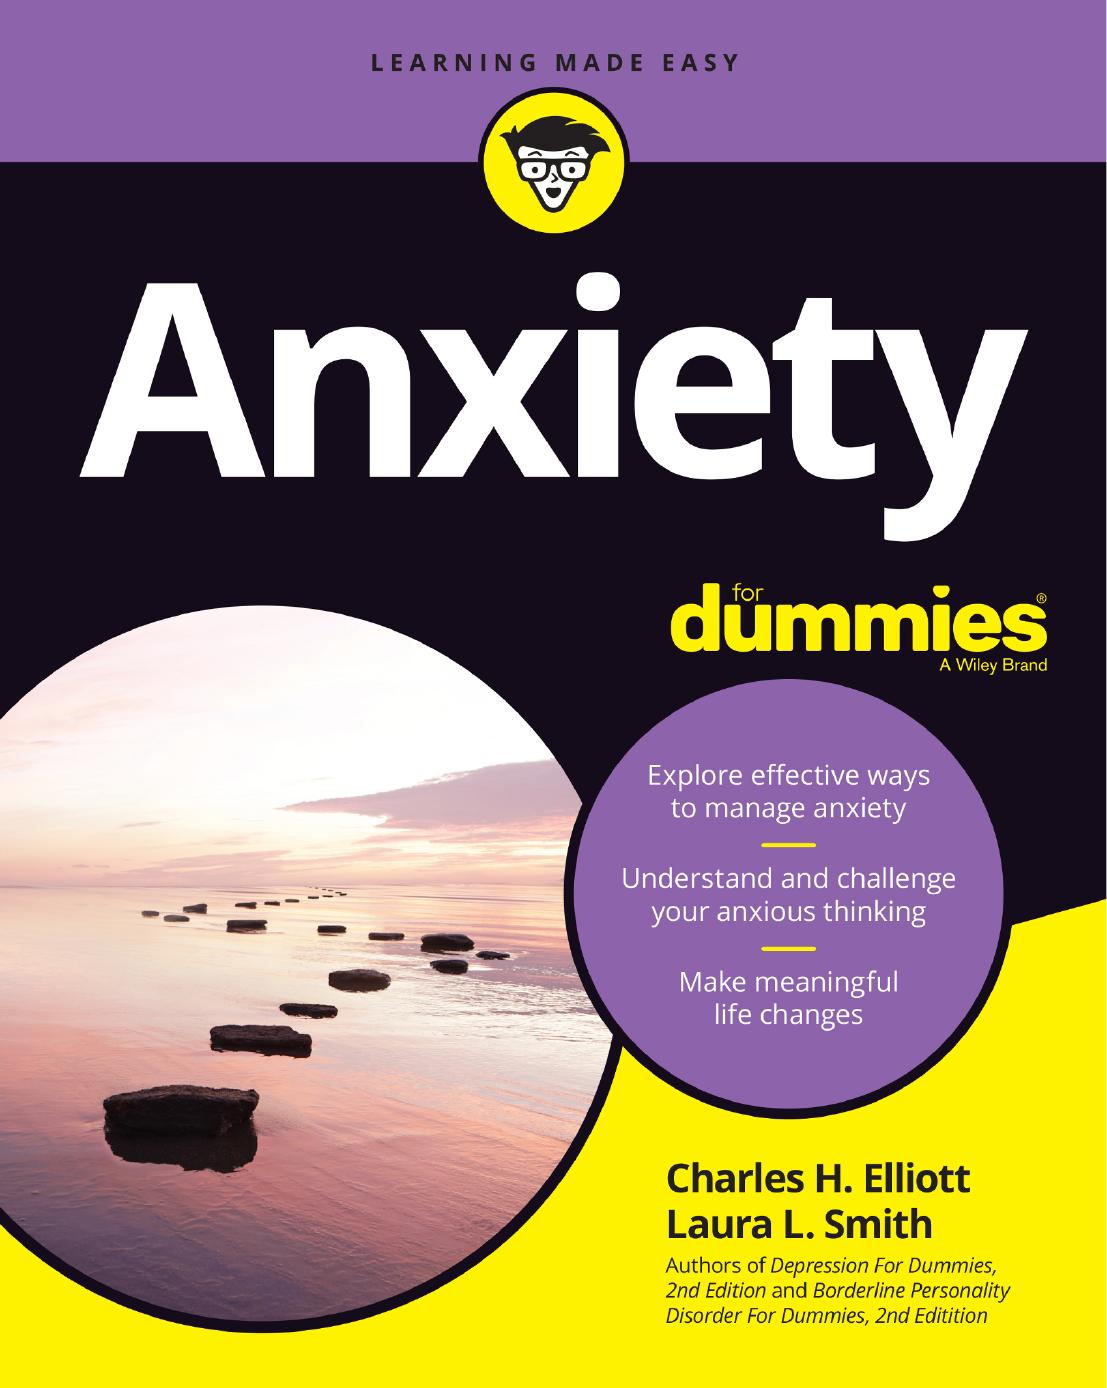 LEARNING MADE EASY
Anxiety
for
dummies®
A Wiley Brand
Explore effective ways
to manage anxiety
Understand and challenge
your anxious thinking
Make meaningful
life changes
Charles H. Elliott
Laura L. Smith
Authors of Depression For Dummies,
2nd Edition and Borderline Personality
Disorder For Dummies, 2nd Editition